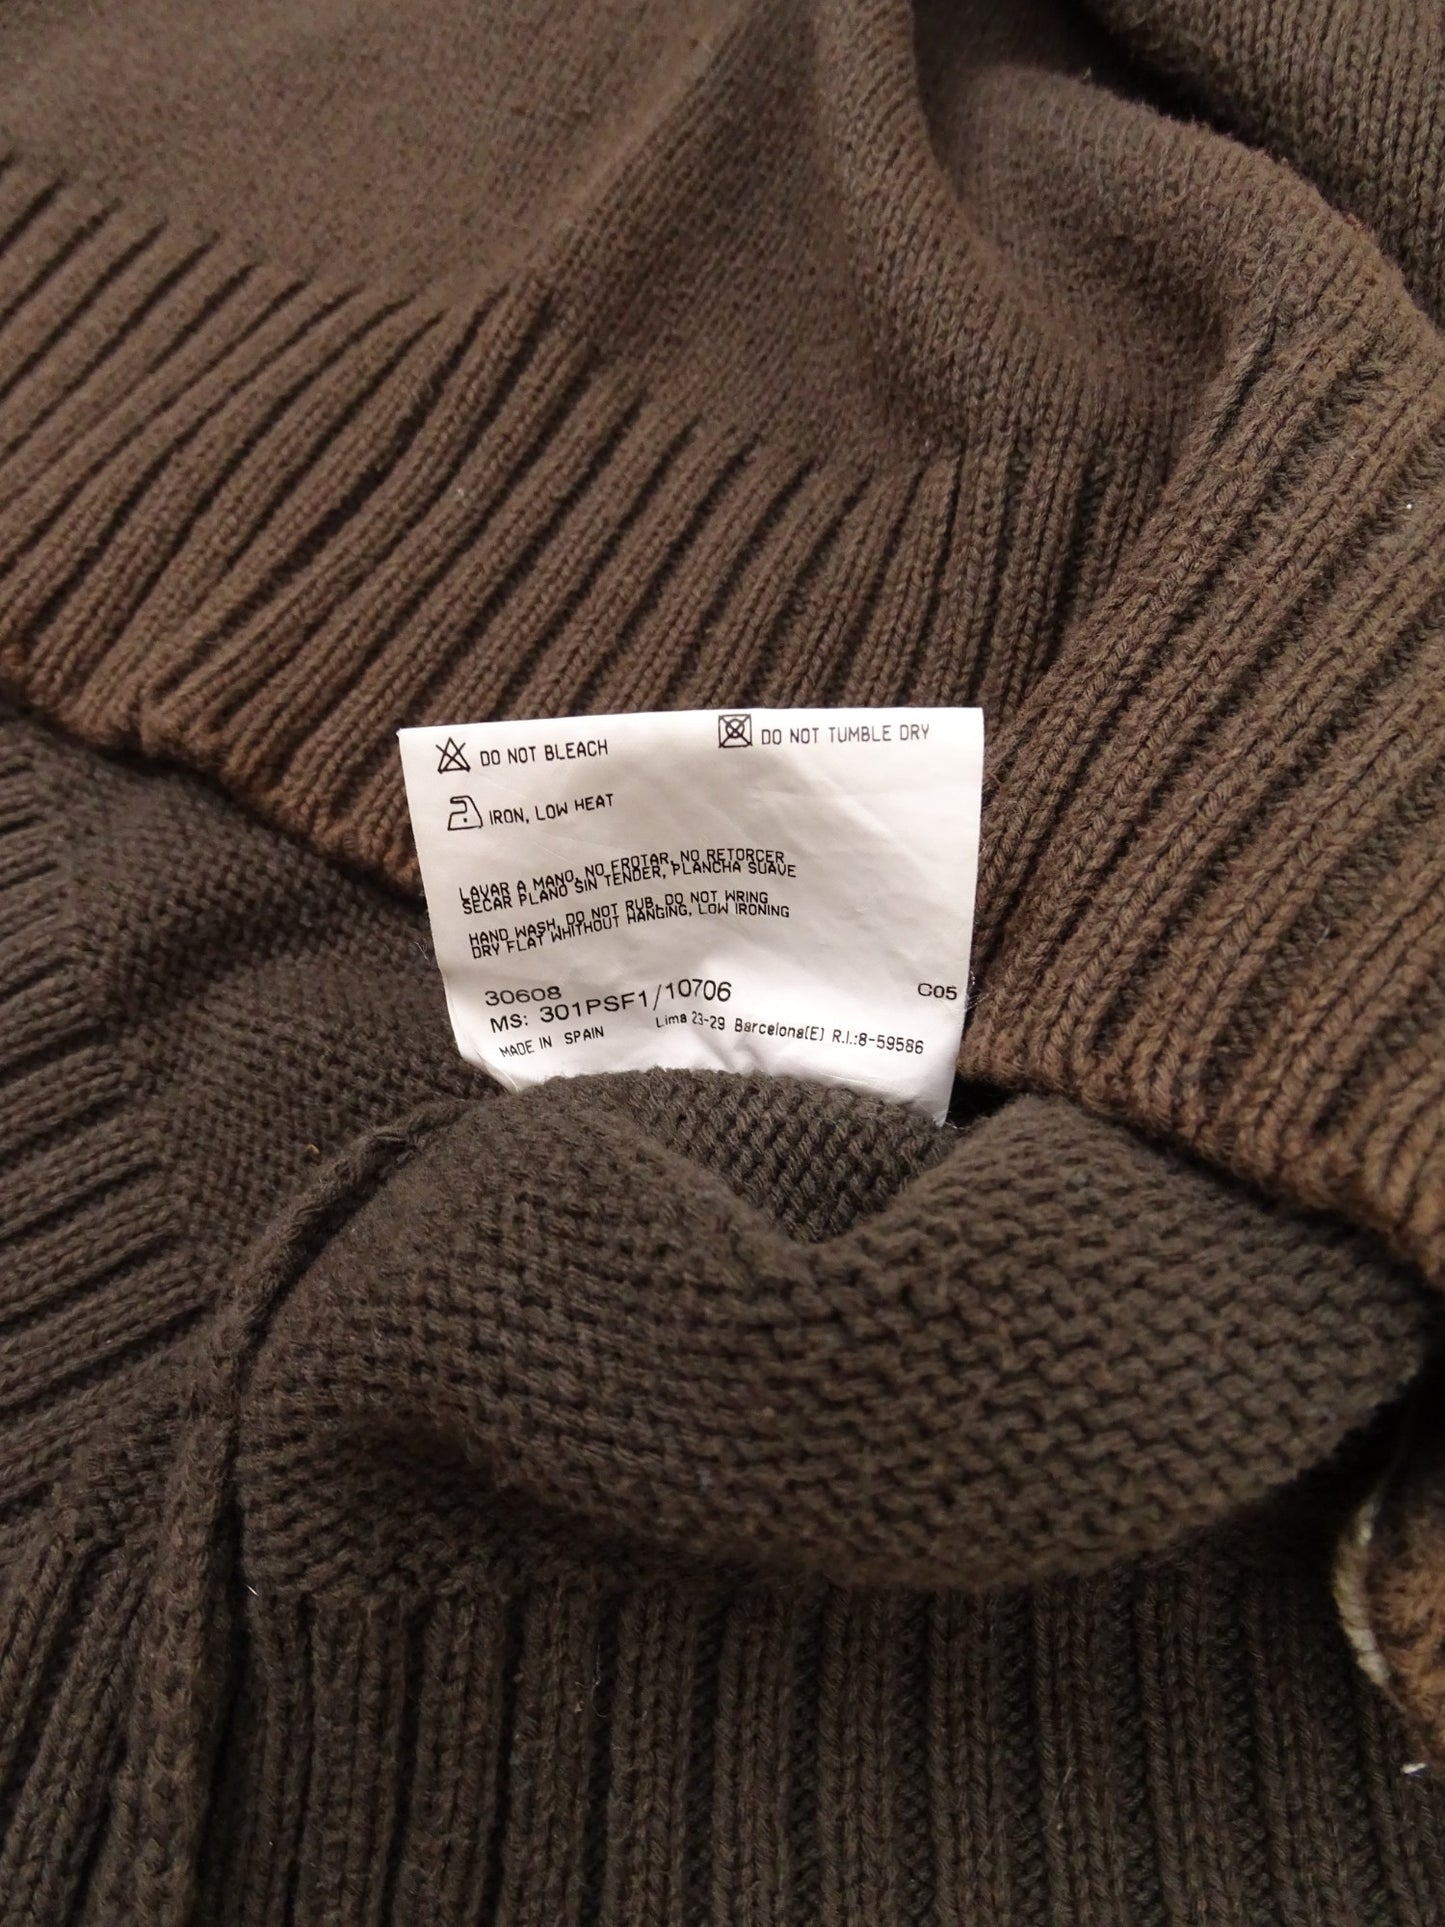 DO NOT BLEACH
DO NOT TUMBLE DRY
IRON, LOW HEAT
LAVAR A MANO, NO FROTAR, NO RETORCER
SECAR PLANO SIN TENDER, PLANCHA SUAVE
HAND WASH, DO NOT RUB, DO NOT WRING
DRY FLAT WHITHOUT HANGING, LOW IRONING
30608
C05
MS: 301PSF1/10706
MADE IN SPAIN Lima 23-29 Barcelona(E) R.I.:8-59586